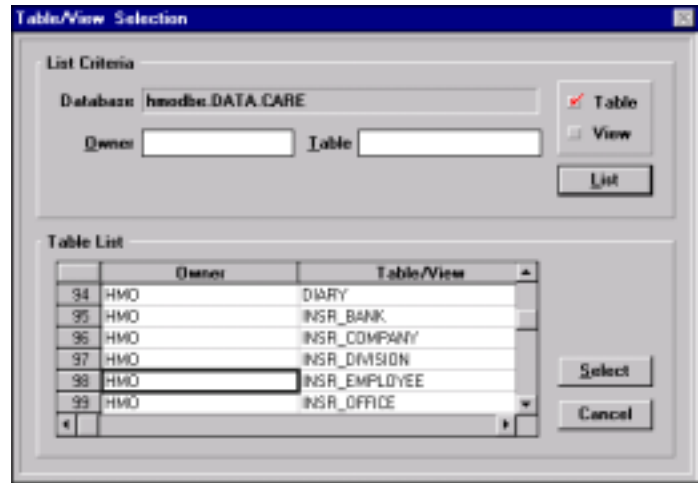 Table/View Selection
List Criteria
Database hmodbe.DATA.CARE
Table
Owner Table
View
List
Table List
Owner Table/View
94 HMO DIARY
95 HMO INSR_BANK
96 HMO INSR_COMPANY
97 HMO INSR_DIVISION
98 HMO INSR_EMPLOYEE
99 HMO INSR_OFFICE
Select
Cancel